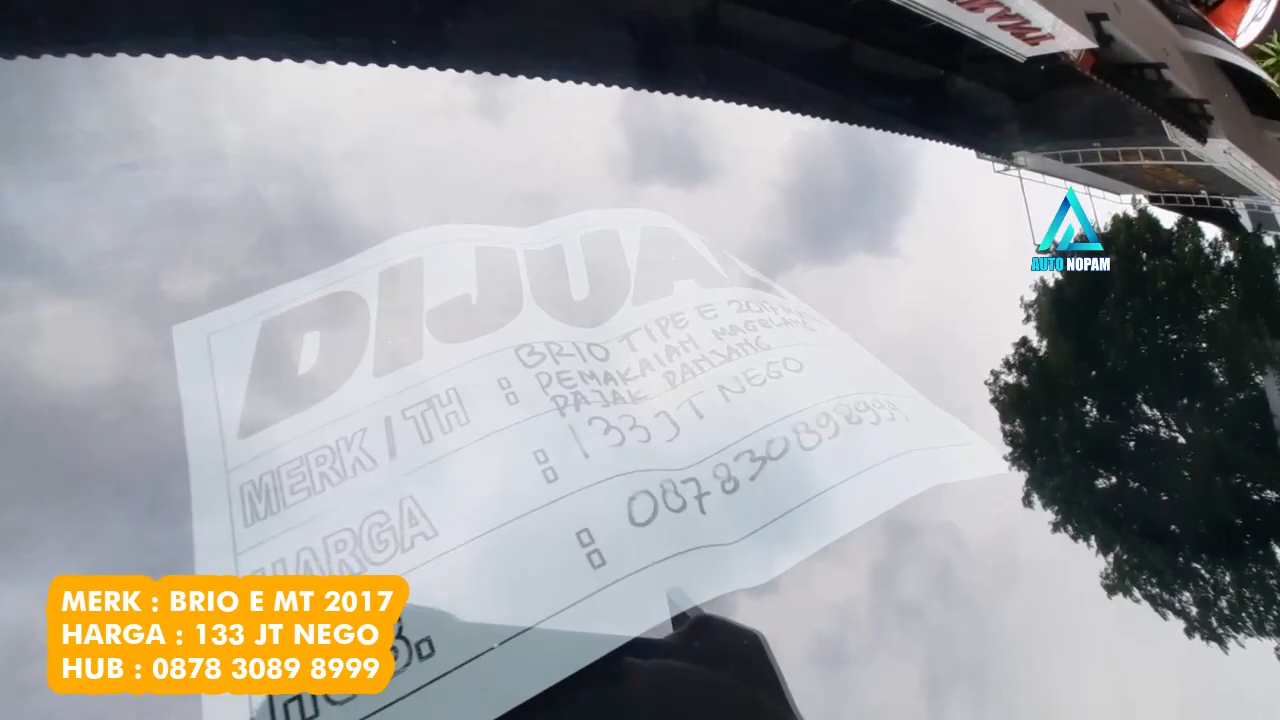 DIJUAL
MERK / TH : BRIO TIPE E 2017
PEMAKAIAN MAGELANG
PAJAK PANJANG
HARGA : 133 JT NEGO
: 087830898999
AUTO NOPAM
MERK : BRIO E MT 2017
HARGA : 133 JT NEGO
HUB : 0878 3089 8999